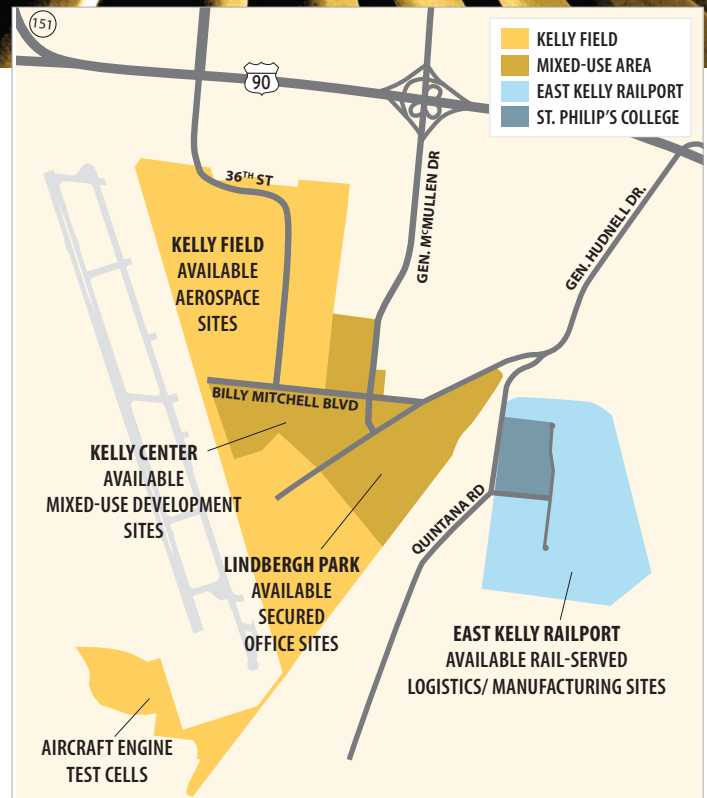 151
90
KELLY FIELD
MIXED-USE AREA
EAST KELLY RAILPORT
ST. PHILIP'S COLLEGE
36TH ST
GEN. MCMULLEN DR
GEN. HUDNELL DR.
KELLY FIELD
AVAILABLE
AEROSPACE
SITES
BILLY MITCHELL BLVD
KELLY CENTER
AVAILABLE
MIXED-USE DEVELOPMENT
SITES
QUINTANA RD
LINDBERGH PARK
AVAILABLE
SECURED
OFFICE SITES
EAST KELLY RAILPORT
AVAILABLE RAIL-SERVED
LOGISTICS/ MANUFACTURING SITES
AIRCRAFT ENGINE
TEST CELLS